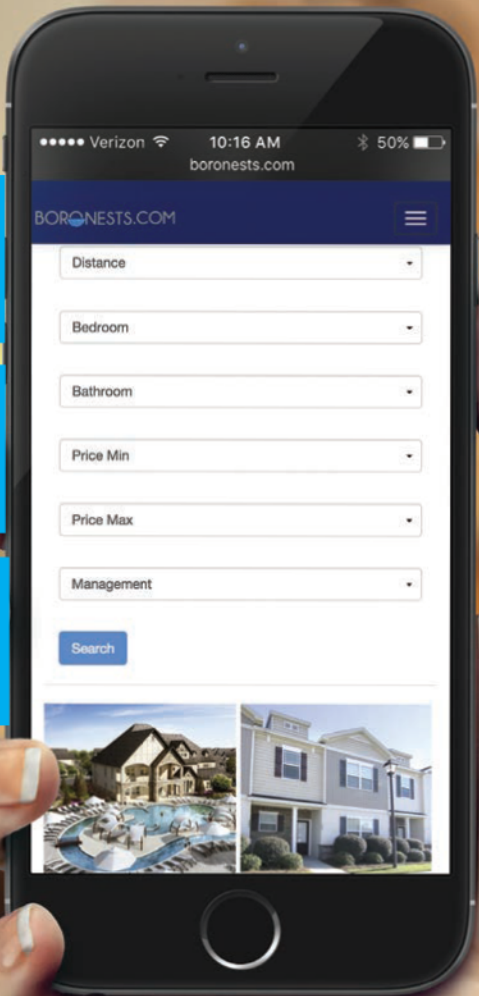 Verizon 10:16 AM 50%
boronests.com
BORONESTS.COM
Distance
Bedroom
Bathroom
Price Min
Price Max
Management
Search